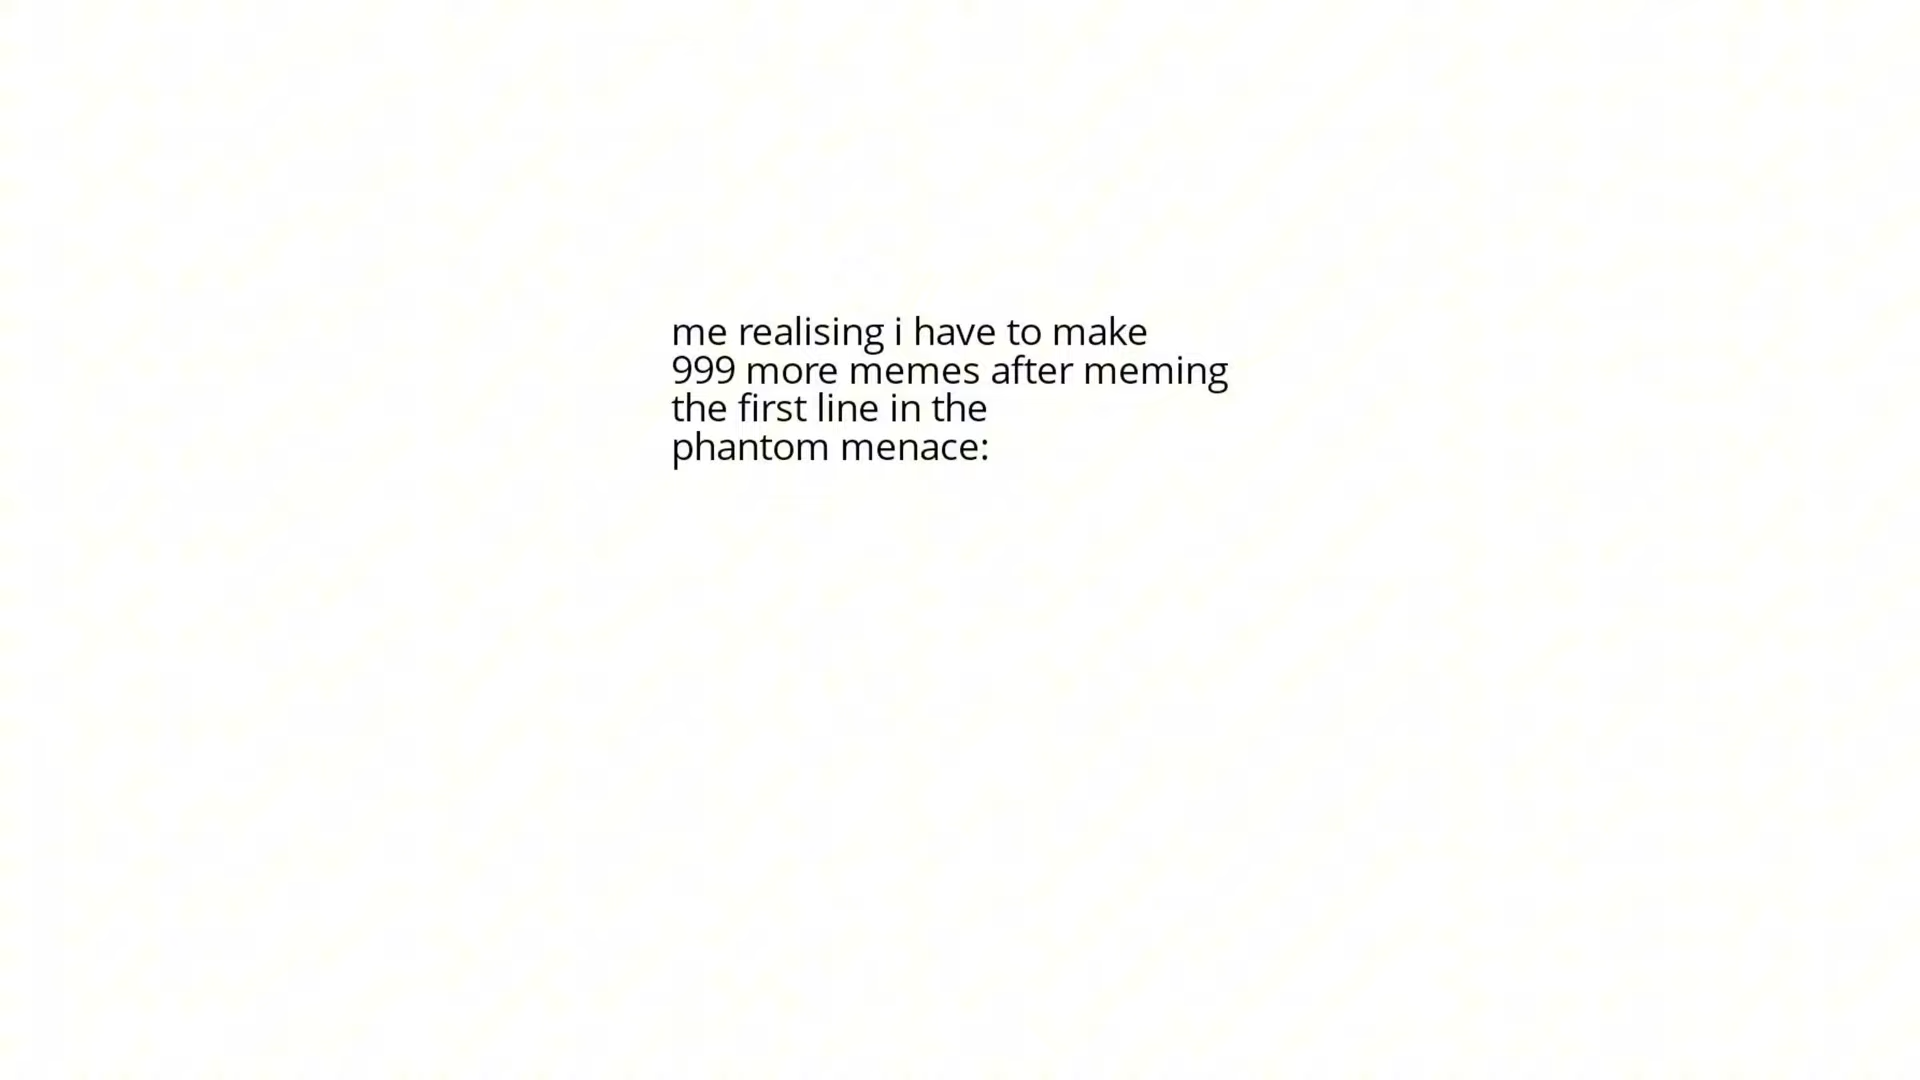 me realising i have to make
999 more memes after meming
the first line in the
phantom menace: